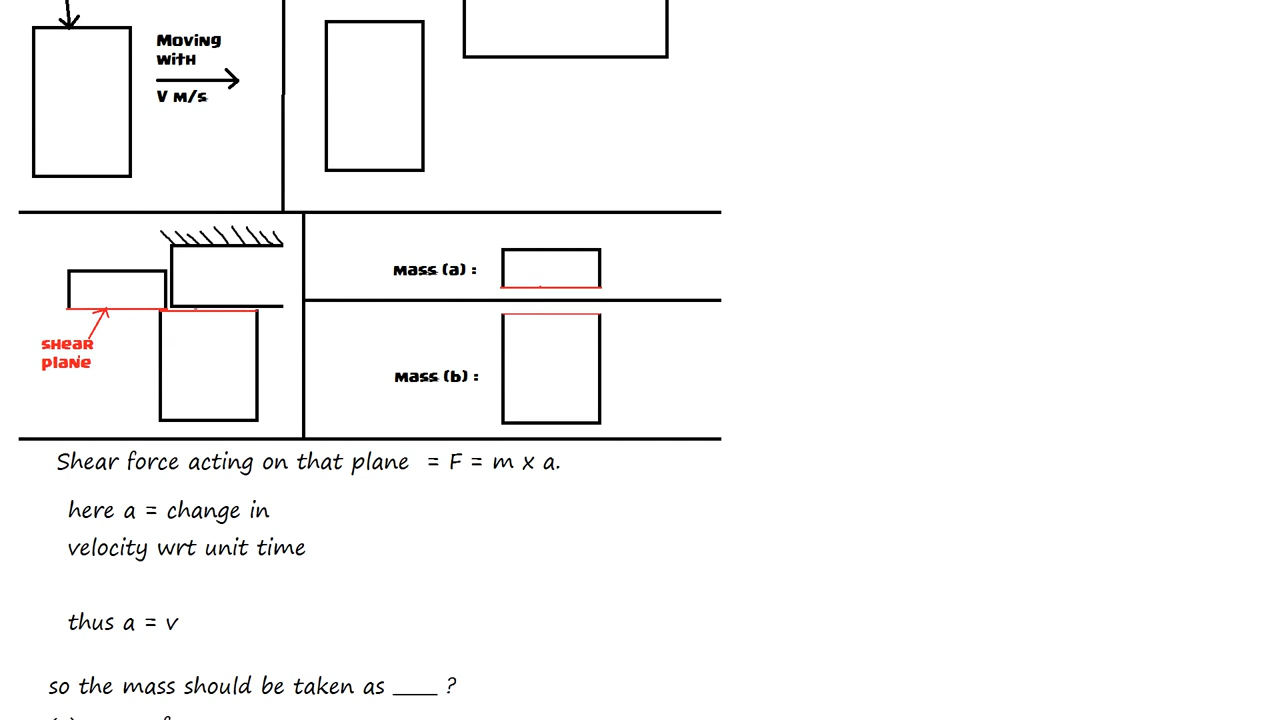 Moving
with
V m/s
Mass (a) :
shear
plane
Mass (b) :
Shear force acting on that plane = F = m x a.
here a = change in
velocity wrt unit time
thus a = v
so the mass should be taken as ____ ?